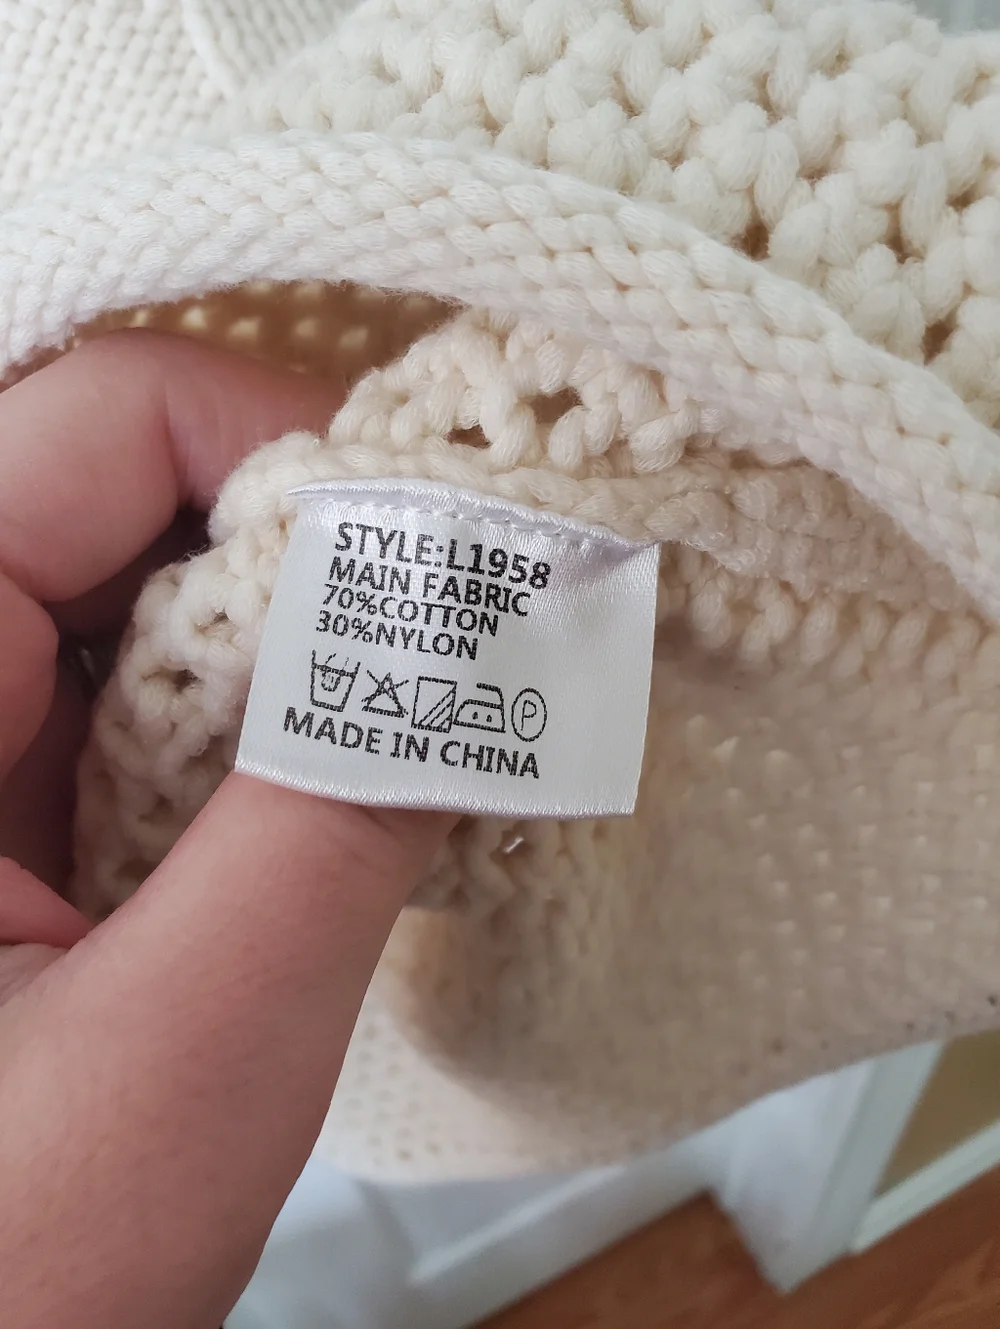 STYLE:L1958
MAIN FABRIC
70%COTTON
30%NYLON
P
MADE IN CHINA